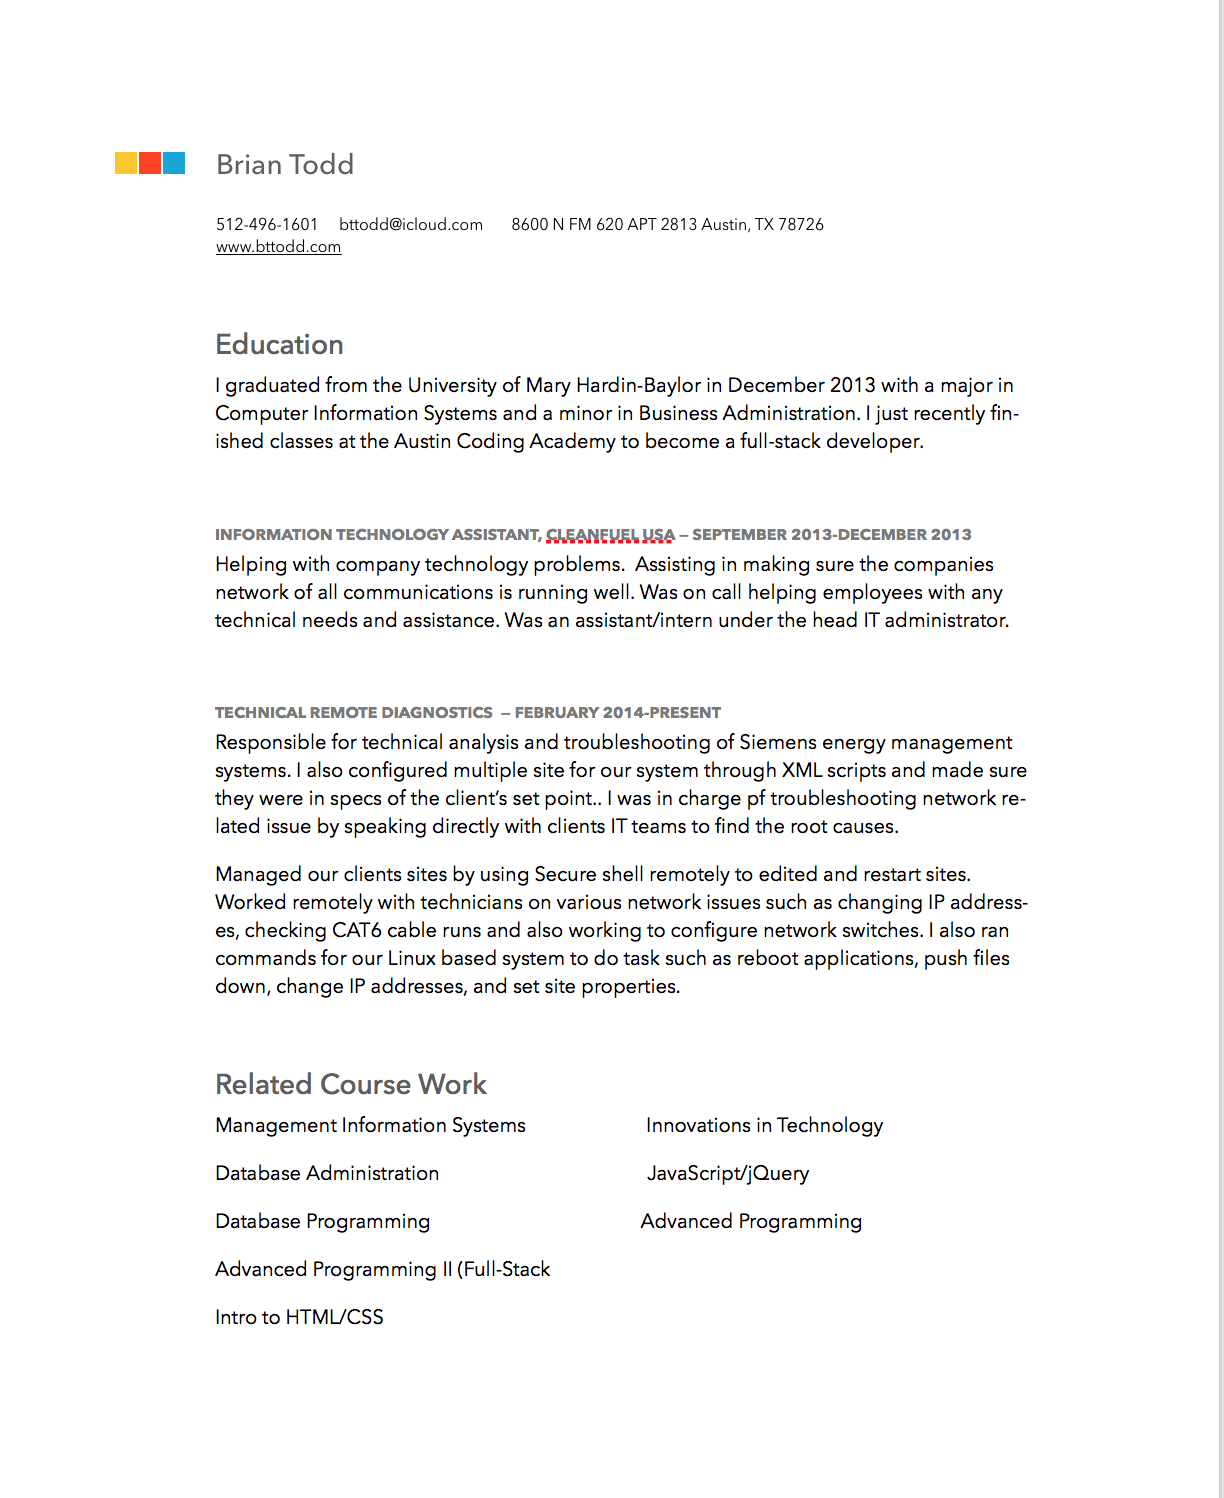 Brian Todd
512-496-1601 bttodd@icloud.com 8600 N FM 620 APT 2813 Austin, TX 78726
www.bttodd.com
Education
I graduated from the University of Mary Hardin-Baylor in December 2013 with a major in
Computer Information Systems and a minor in Business Administration. I just recently fin-
ished classes at the Austin Coding Academy to become a full-stack developer.
INFORMATION TECHNOLOGY ASSISTANT, CLEANFUEL USA — SEPTEMBER 2013-DECEMBER 2013
Helping with company technology problems.  Assisting in making sure the companies
network of all communications is running well. Was on call helping employees with any
technical needs and assistance. Was an assistant/intern under the head IT administrator.
TECHNICAL REMOTE DIAGNOSTICS  — FEBRUARY 2014-PRESENT
Responsible for technical analysis and troubleshooting of Siemens energy management
systems. I also configured multiple site for our system through XML scripts and made sure
they were in specs of the client’s set point.. I was in charge pf troubleshooting network re-
lated issue by speaking directly with clients IT teams to find the root causes.
Managed our clients sites by using Secure shell remotely to edited and restart sites.
Worked remotely with technicians on various network issues such as changing IP address-
es, checking CAT6 cable runs and also working to configure network switches. I also ran
commands for our Linux based system to do task such as reboot applications, push files
down, change IP addresses, and set site properties.
Related Course Work
Management Information Systems Innovations in Technology
Database Administration JavaScript/jQuery
Database Programming Advanced Programming
Advanced Programming II (Full-Stack
Intro to HTML/CSS